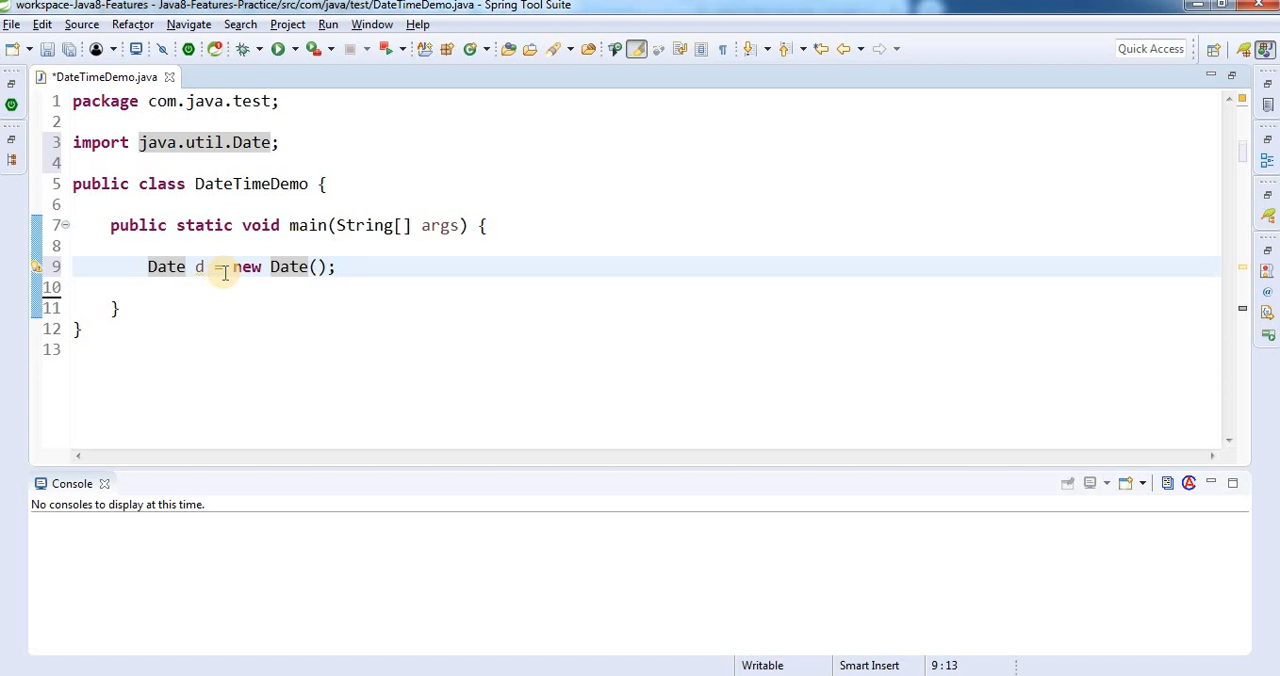 workspace-Java8-Features - Java8-Features-Practice/src/com/java/test/DateTimeDemo.java - Spring Tool Suite
File Edit Source Refactor Navigate Search Project Run Window Help
Quick Access
*DateTimeDemo.java
1 package com.java.test;
2
3 import java.util.Date;
4
5 public class DateTimeDemo {
6
7 public static void main(String[] args) {
8
9 Date d = new Date();
10
11 }
12 }
13
Console
No consoles to display at this time.
Writable Smart Insert 9:13